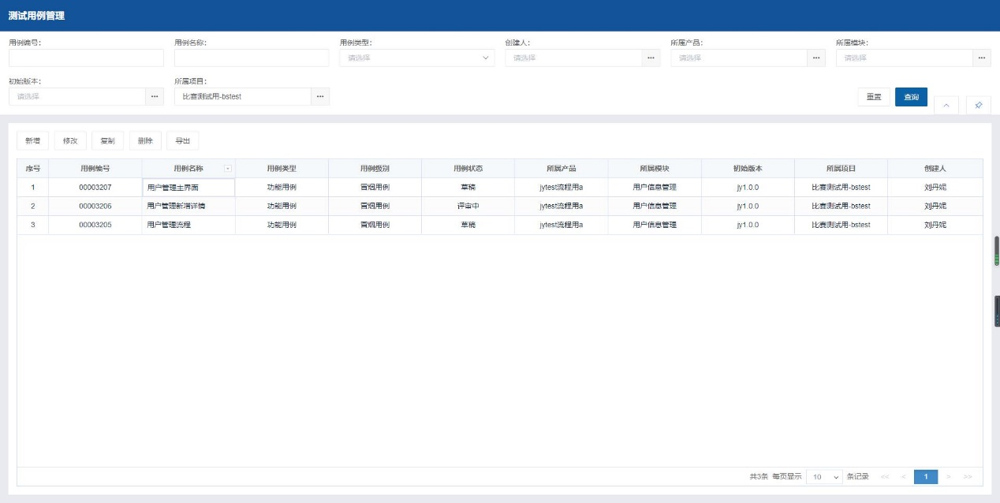 测试用例管理
用例编号: 用例名称: 用例类型: 创建人: 所属产品: 所属模块:
请选择 请选择 请选择 请选择
初始版本: 所属项目:
请选择 比赛测试用-bstest 重置 查询
新增 修改 复制 删除 导出
序号 用例编号 用例名称 用例类型 用例级别 用例状态 所属产品 所属模块 初始版本 所属项目 创建人
1 00003207 用户管理主界面 功能用例 冒烟用例 草稿 jytest流程用a 用户信息管理 jy1.0.0 比赛测试用-bstest 刘丹妮
2 00003206 用户管理新增详情 功能用例 冒烟用例 评审中 jytest流程用a 用户信息管理 jy1.0.0 比赛测试用-bstest 刘丹妮
3 00003205 用户管理流程 功能用例 冒烟用例 草稿 jytest流程用a 用户信息管理 jy1.0.0 比赛测试用-bstest 刘丹妮
共3条 每页显示 10 条记录 << < 1 > >>